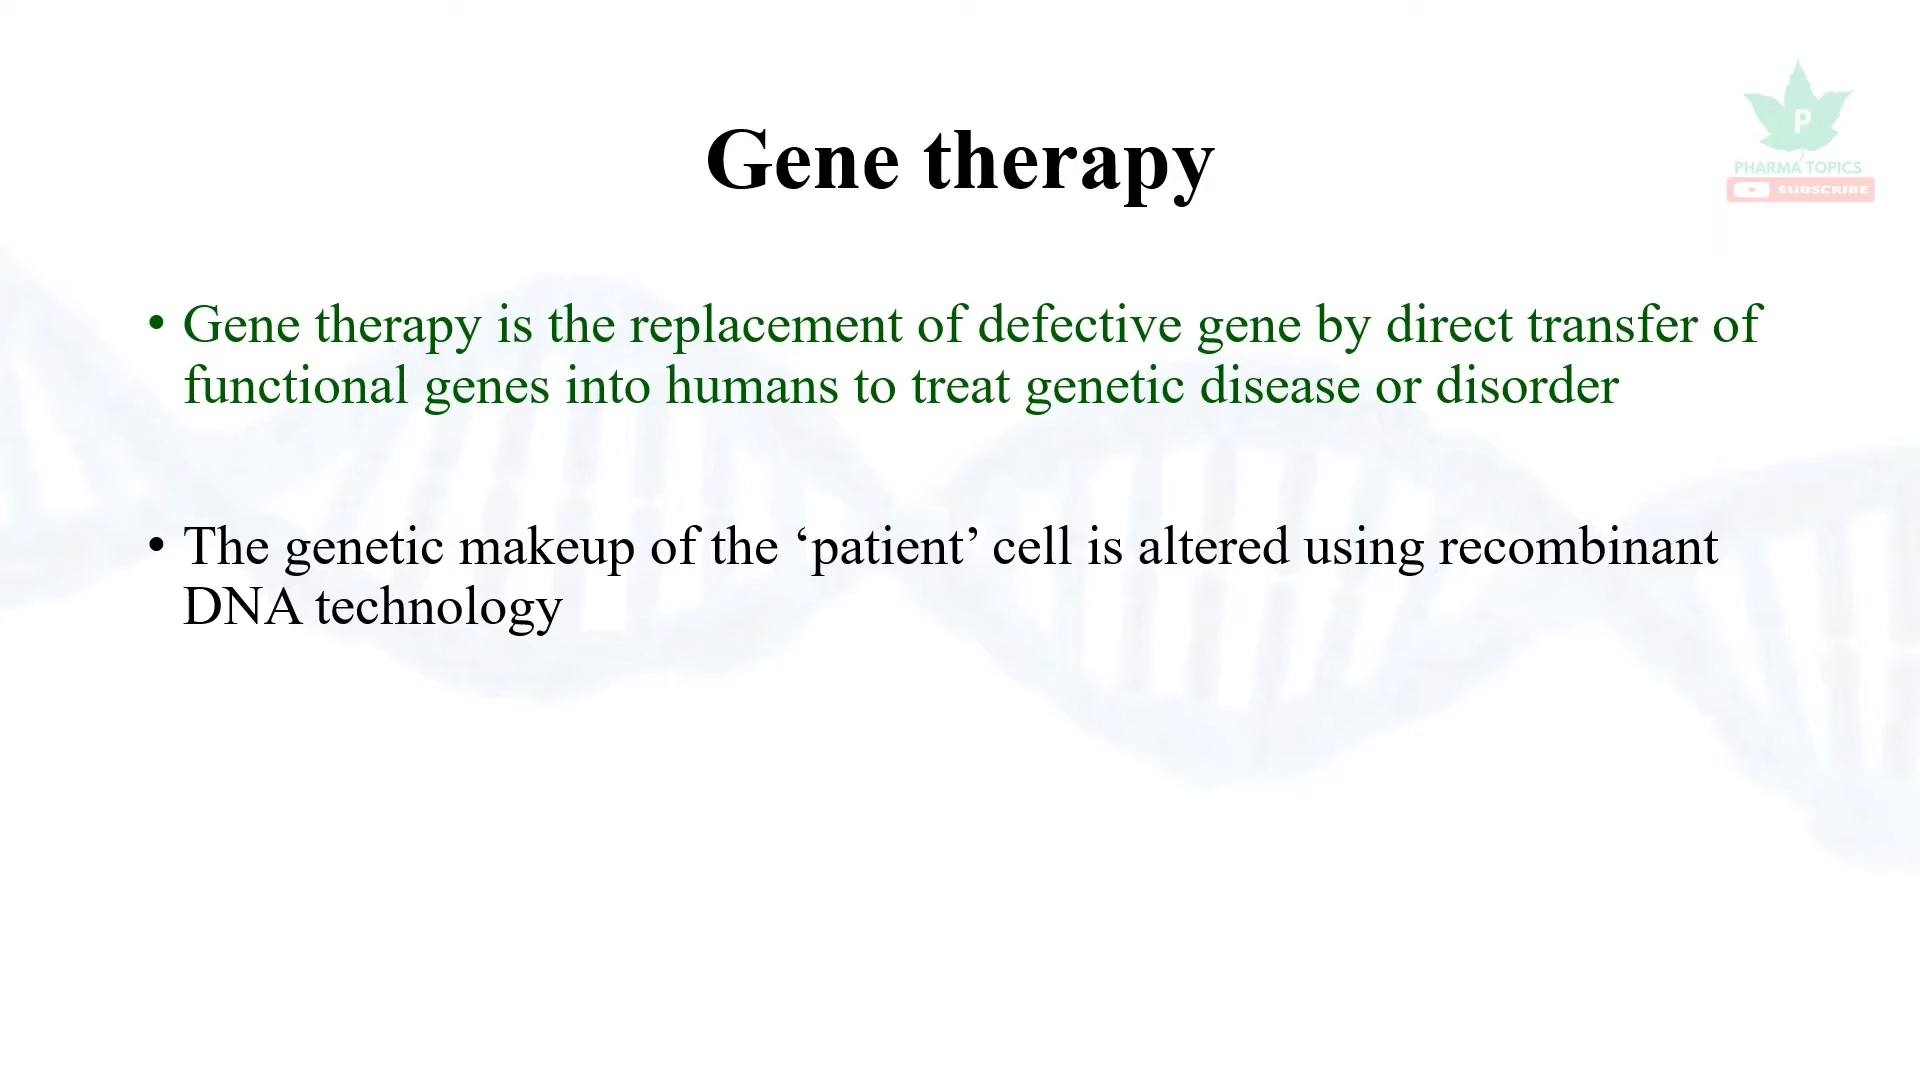 P
PHARMA TOPICS
SUBSCRIBE
Gene therapy
• Gene therapy is the replacement of defective gene by direct transfer of
functional genes into humans to treat genetic disease or disorder
• The genetic makeup of the ‘patient’ cell is altered using recombinant
DNA technology